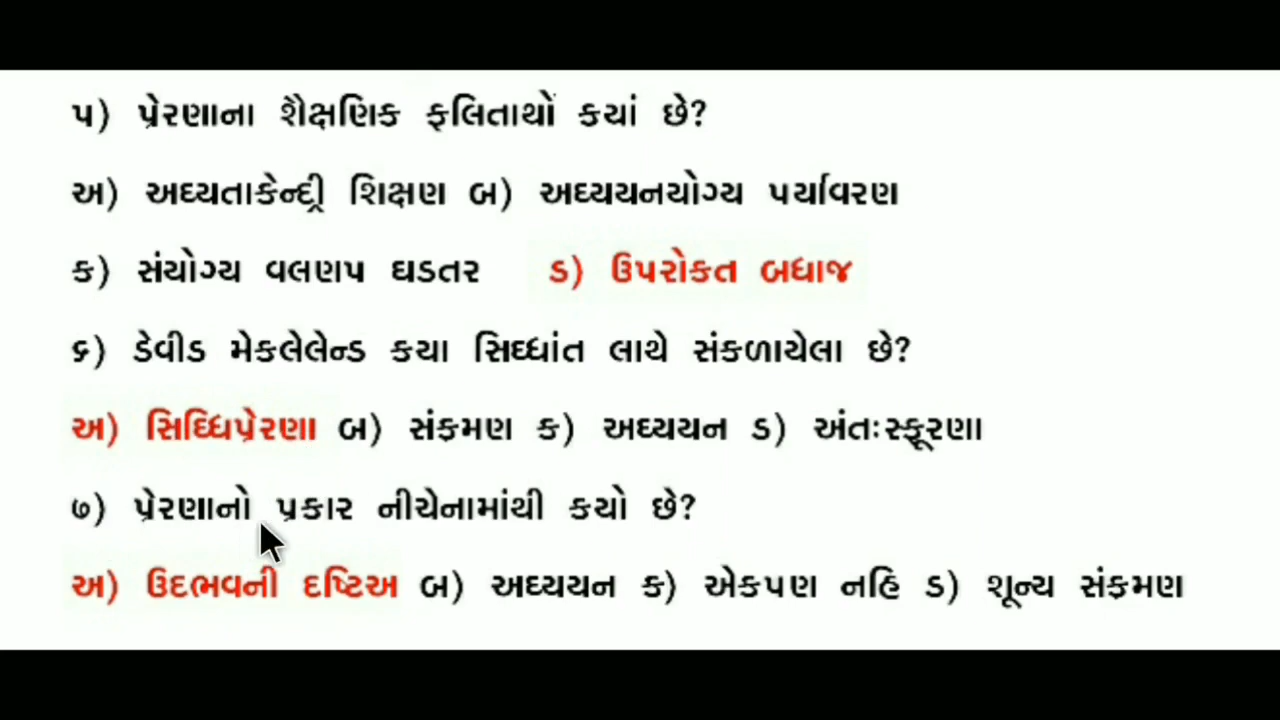 ૫) પ્રેરણાના શૈક્ષણિક ફલિતાર્થો કયાં છે?
અ) અધ્યતાકેન્દ્રી શિક્ષણ બ) અધ્યયનયોગ્ય પર્યાવરણ
ક) સંયોગ્ય વલણપ ઘડતર ડ) ઉપરોકત બધાજ
૬) ડેવીડ મેકલેલેન્ડ કયા સિધ્ધાંત લાથે સંકળાયેલા છે?
અ) સિધ્ધિપ્રેરણા બ) સંક્રમણ ક) અધ્યયન ડ) અંતઃસ્ફૂરણા
૭) પ્રેરણાનો પ્રકાર નીચેનામાંથી કયો છે?
અ) ઉદભવની દષ્ટિઅ બ) અધ્યયન ક) એકપણ નહિ ડ) શૂન્ય સંક્રમણ